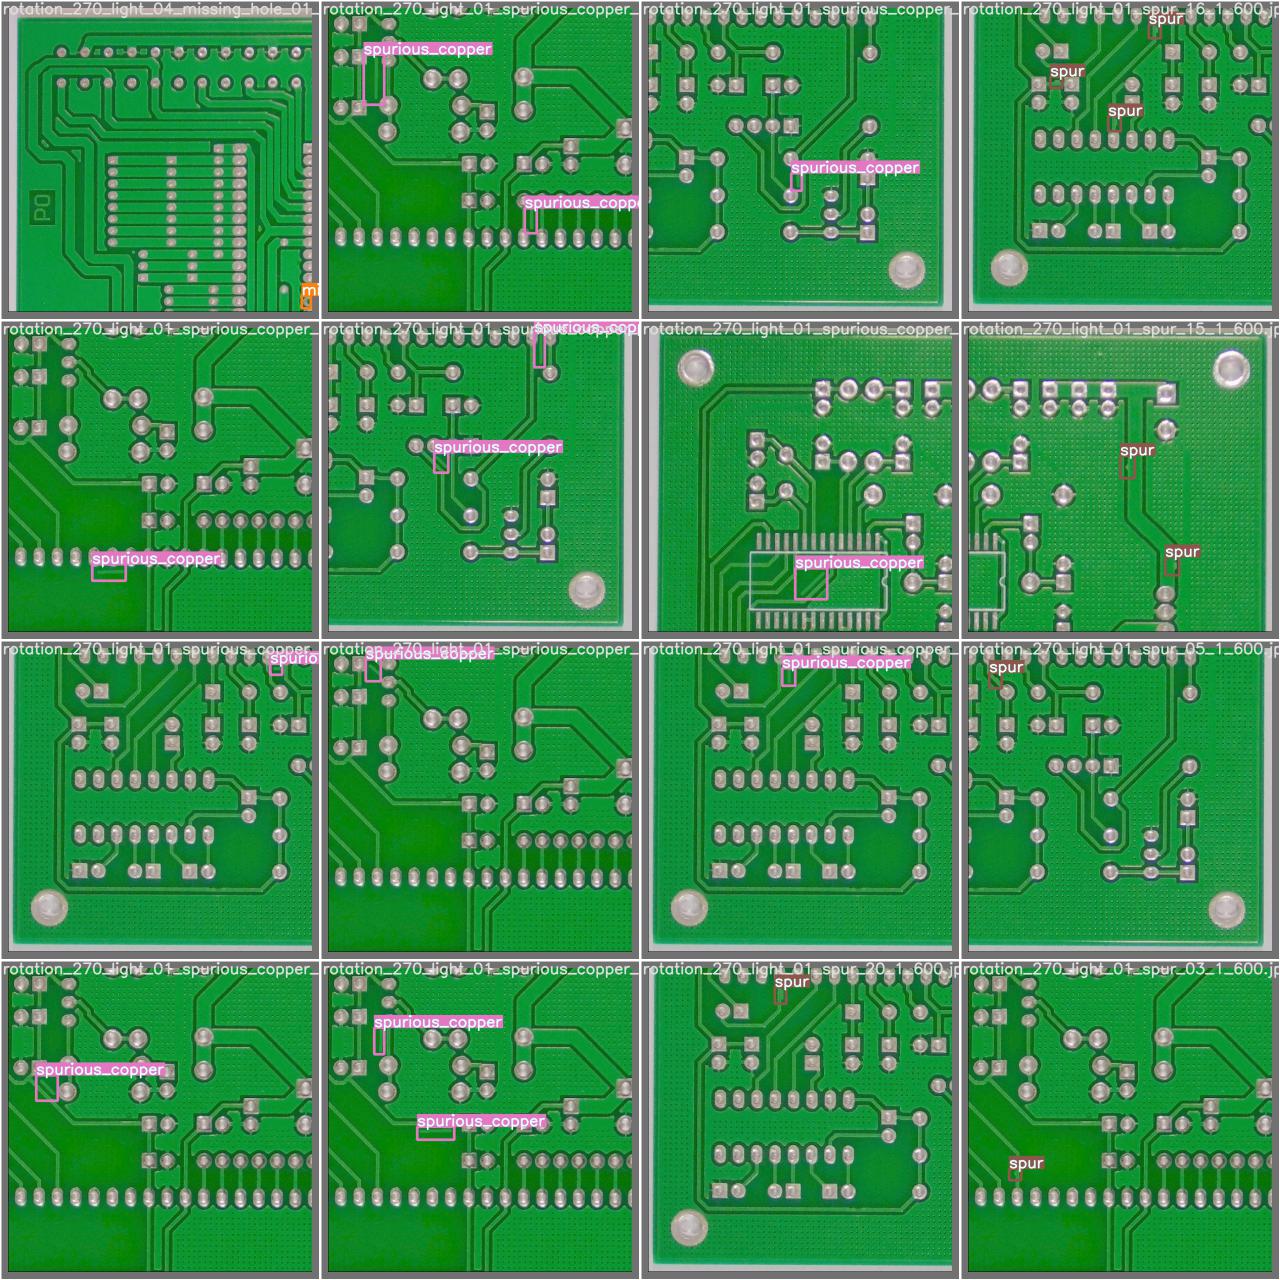 rotation_270_light_04_missing_hole_01_
mi
PO
rotation_270_light_01_spurious_copper_
spurious_copper
spurious_copp
rotation_270_light_01_spurious_copper_
spurious_copper
rotation_270_light_01_spur_16_1_600.jp
spur
spur
spur
rotation_270_light_01_spurious_copper_
spurious_copper
rotation_270_light_01_spurious_copper_
spurious_copp
spurious_copper
rotation_270_light_01_spurious_copper_
spurious_copper
rotation_270_light_01_spur_15_1_600.jp
spur
spur
rotation_270_light_01_spurious_copper_
spurio
rotation_270_light_01_spurious_copper_
spurious_copper
rotation_270_light_01_spurious_copper_
spurious_copper
rotation_270_light_01_spur_05_1_600.jp
spur
rotation_270_light_01_spurious_copper_
spurious_copper
rotation_270_light_01_spurious_copper_
spurious_copper
spurious_copper
rotation_270_light_01_spur_20_1_600.jp
spur
rotation_270_light_01_spur_03_1_600.jp
spur